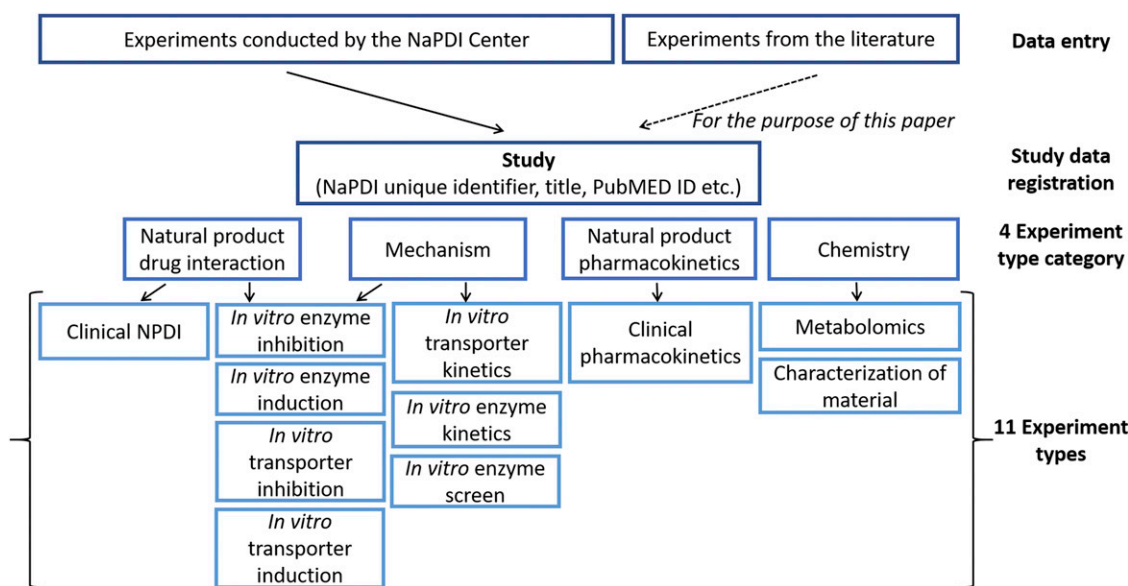 Experiments conducted by the NaPDI Center
Experiments from the literature
Data entry
For the purpose of this paper
Study
(NaPDI unique identifier, title, PubMED ID etc.)
Study data
registration
Natural product
drug interaction
Mechanism
Natural product
pharmacokinetics
Chemistry
4 Experiment
type category
Clinical NPDI
In vitro enzyme
inhibition
In vitro enzyme
induction
In vitro
transporter
inhibition
In vitro
transporter
induction
In vitro
transporter
kinetics
In vitro enzyme
kinetics
In vitro enzyme
screen
Clinical
pharmacokinetics
Metabolomics
Characterization of
material
11 Experiment
types